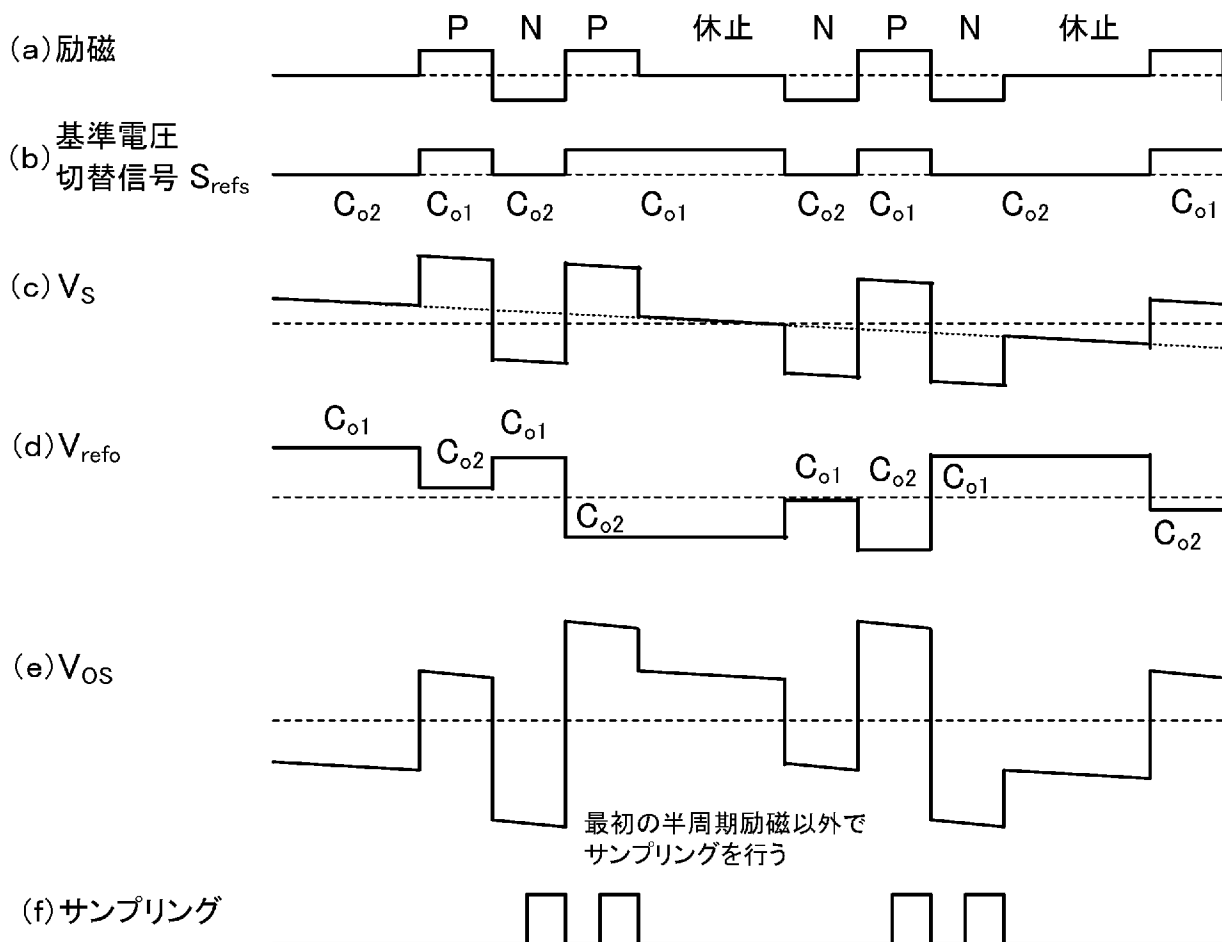 P N P 休止 N P N 休止
(a)励磁
(b)基準電圧
切替信号 Srefs
Co2 Co1 Co2 Co1 Co2 Co1 Co2 Co1
(c)VS
(d)Vrefo
Co1 Co2 Co1 Co2 Co1 Co2 Co1 Co2
(e)VOS
最初の半周期励磁以外で
サンプリングを行う
(f)サンプリング